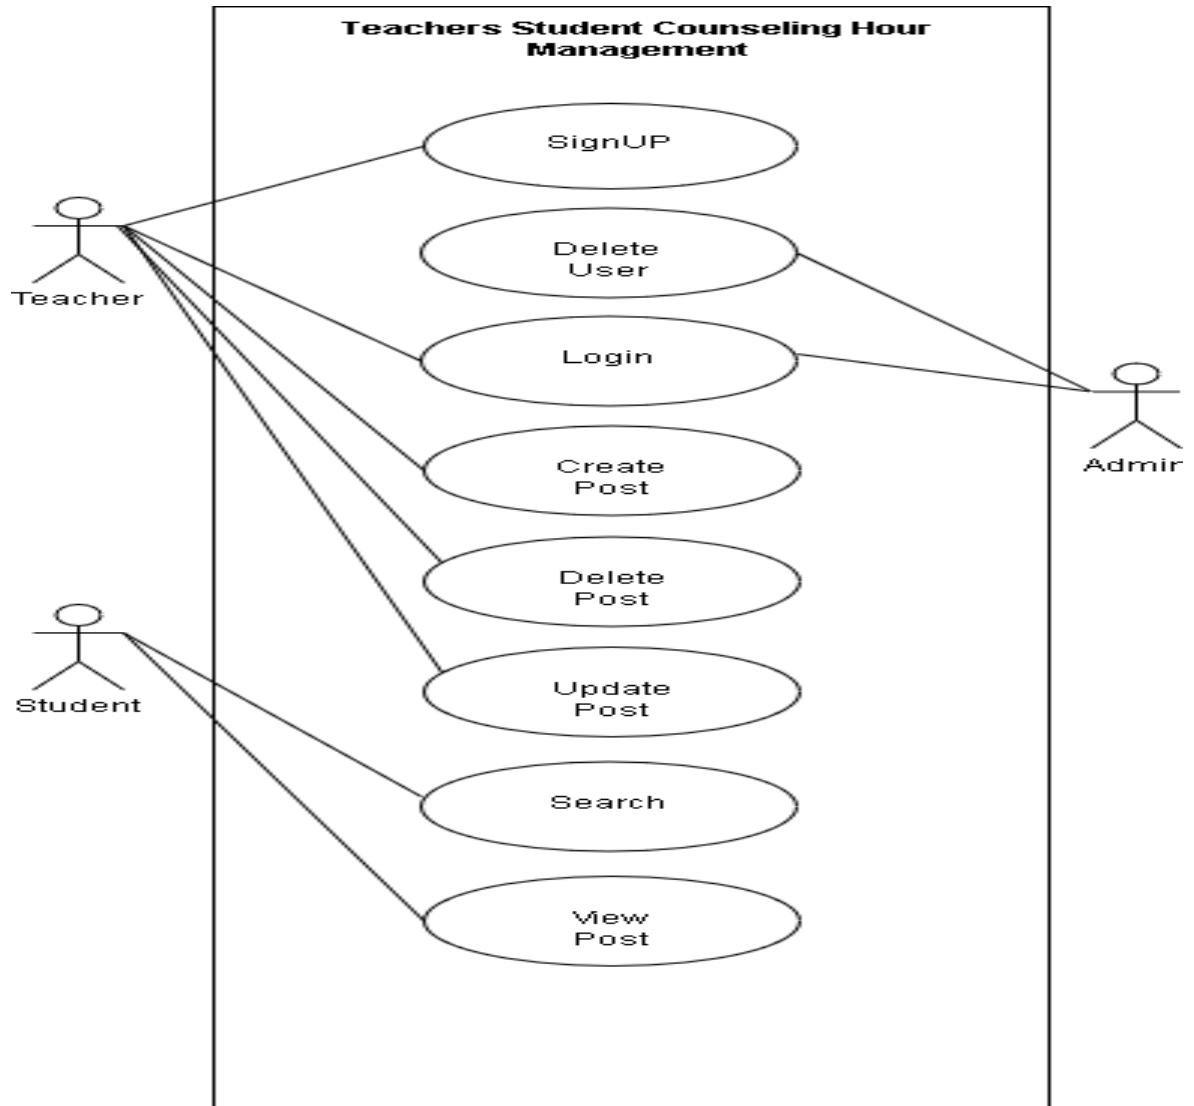 Teachers Student Counseling Hour
Management
SignUP
Delete
User
Teacher
Login
Admin
Create
Post
Delete
Post
Student
Update
Post
Search
View
Post